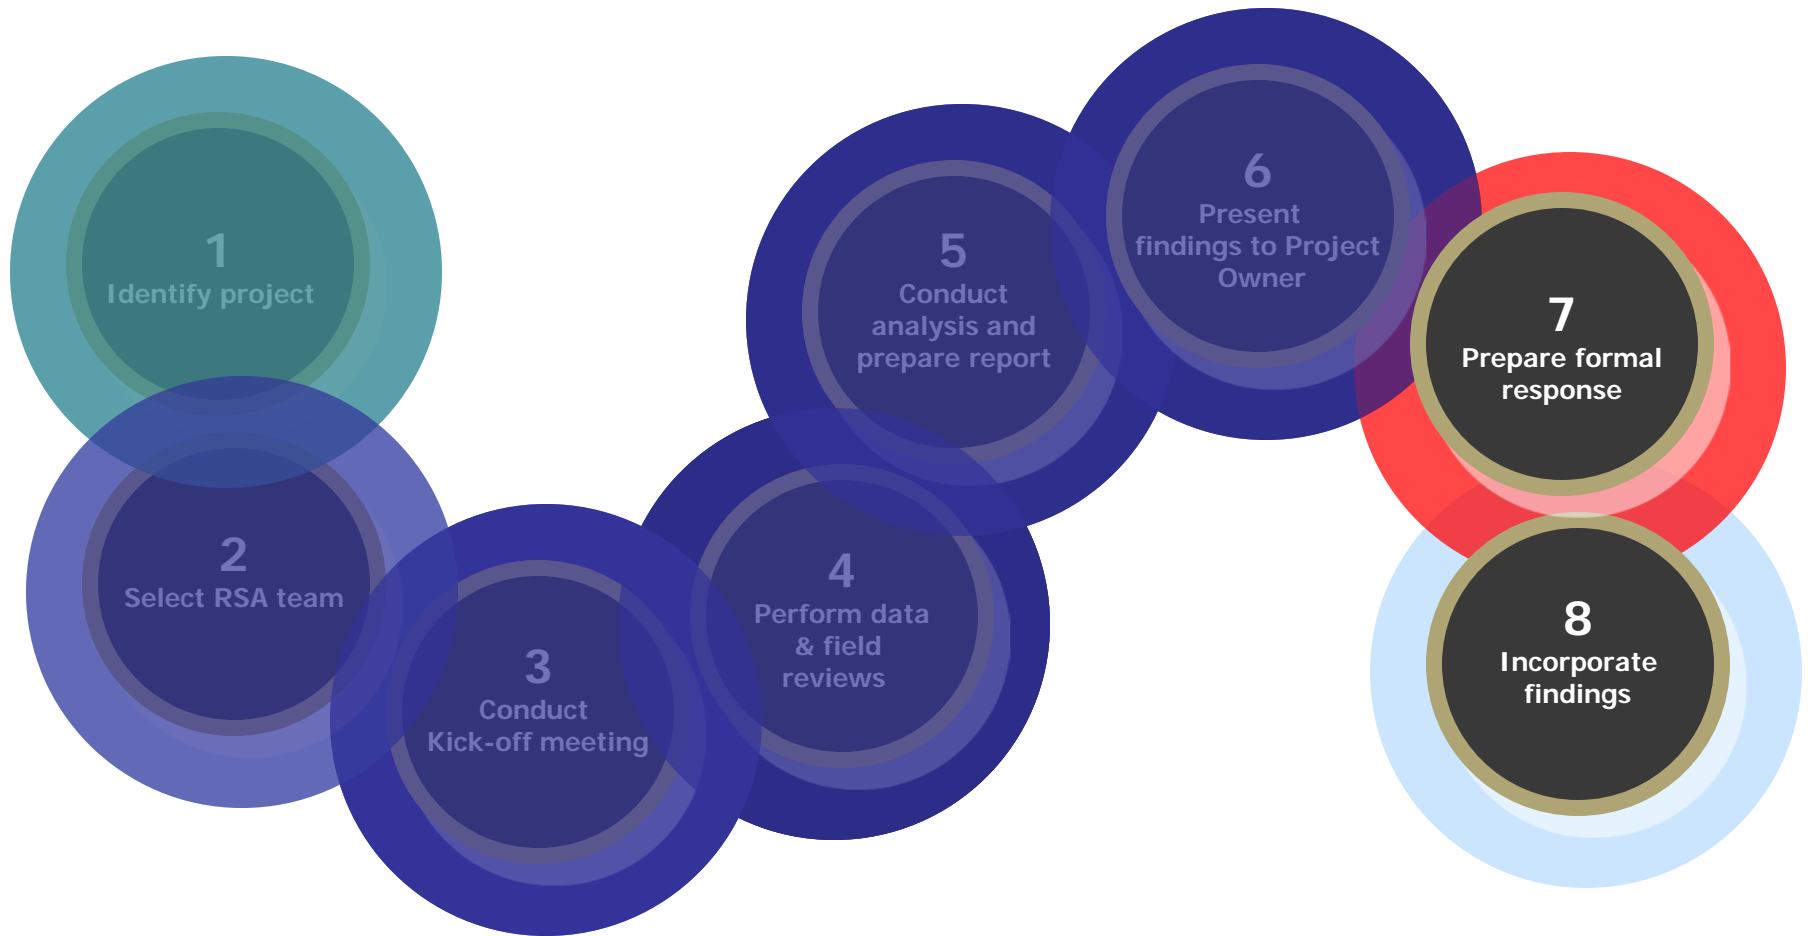 1
Identify project
2
Select RSA team
3
Conduct
Kick-off meeting
4
Perform data
& field
reviews
5
Conduct
analysis and
prepare report
6
Present
findings to Project
Owner
7
Prepare formal
response
8
Incorporate
findings